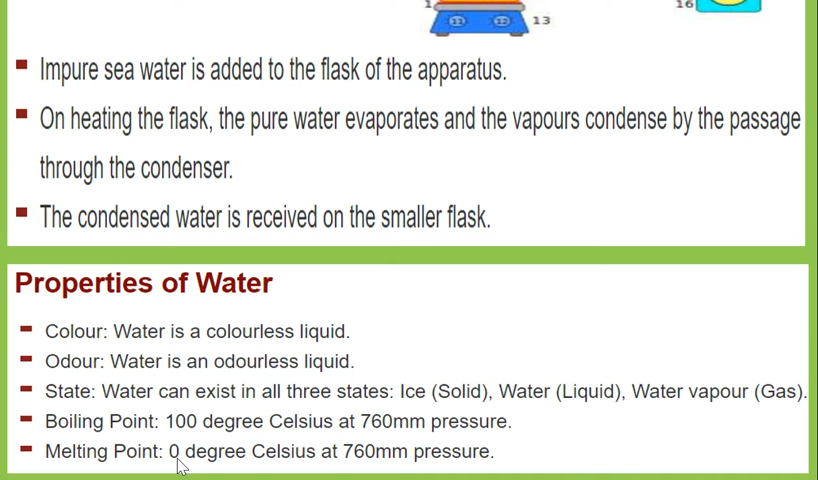 1
13
16
Impure sea water is added to the flask of the apparatus.
On heating the flask, the pure water evaporates and the vapours condense by the passage
through the condenser.
The condensed water is received on the smaller flask.
Properties of Water
Colour: Water is a colourless liquid.
Odour: Water is an odourless liquid.
State: Water can exist in all three states: Ice (Solid), Water (Liquid), Water vapour (Gas).
Boiling Point: 100 degree Celsius at 760mm pressure.
Melting Point: 0 degree Celsius at 760mm pressure.